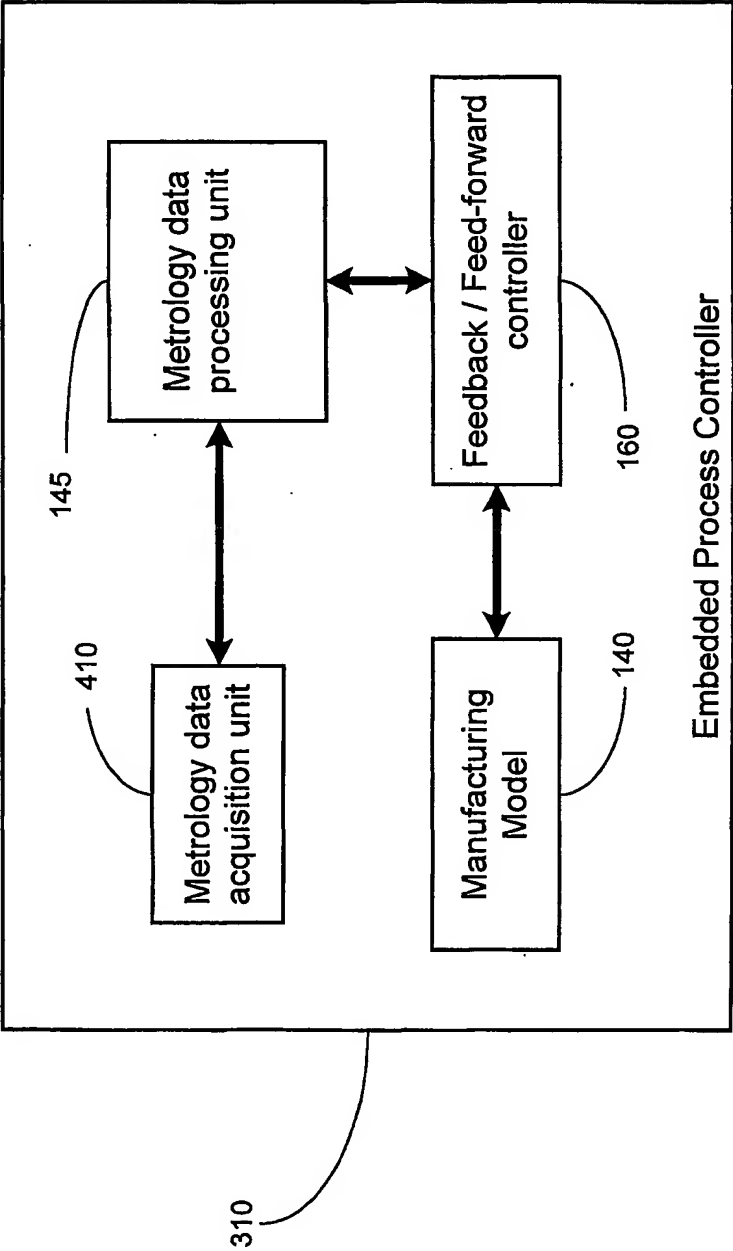 310
410
Metrology data
acquisition unit
145
Metrology data
processing unit
Manufacturing
Model
140
Feedback / Feed-forward
controller
160
Embedded Process Controller